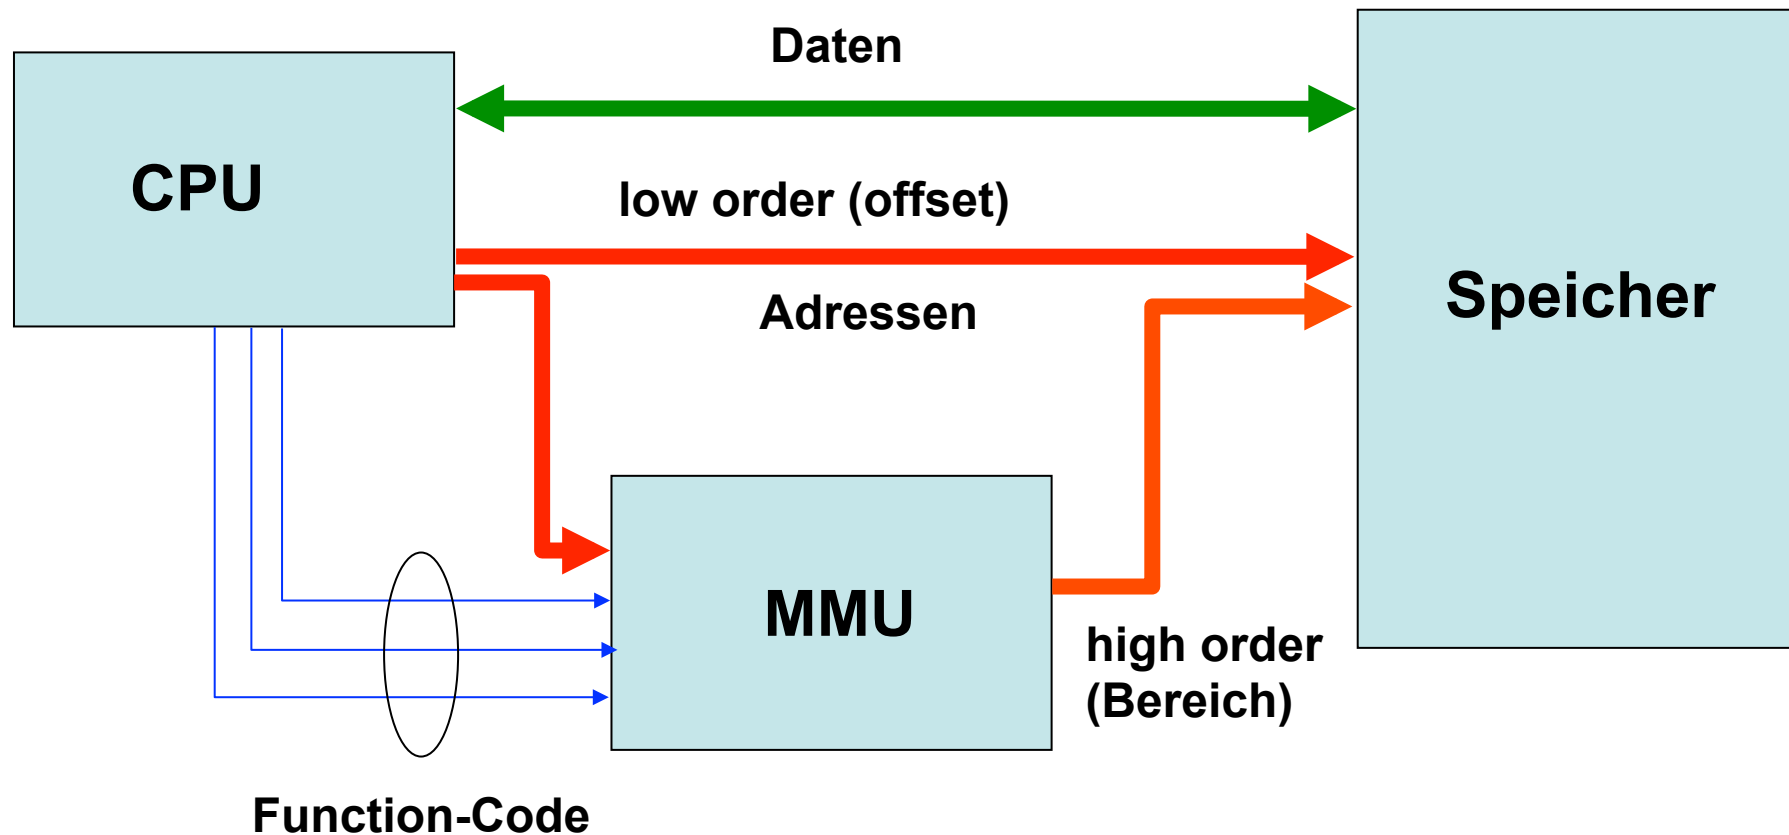 Daten
CPU
low order (offset)
Adressen
Speicher
MMU
high order
(Bereich)
Function-Code